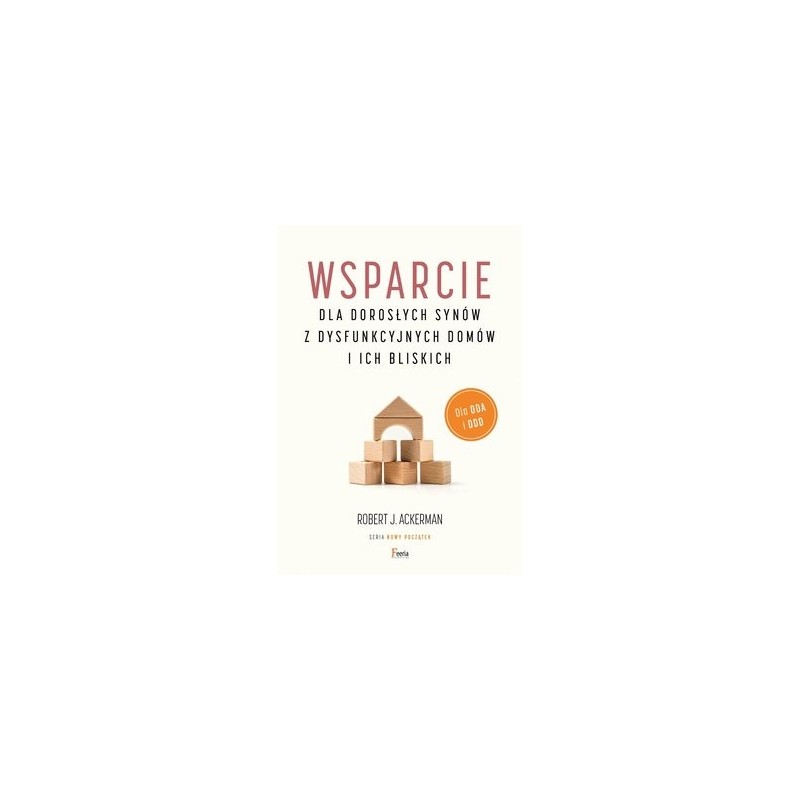 WSPARCIE
DLA DOROSŁYCH SYNÓW
Z DYSFUNKCYJNYCH DOMÓW
I ICH BLISKICH
Dla DDA
i DDD
ROBERT J. ACKERMAN
SERIA NOWY POCZĄTEK
Feeria